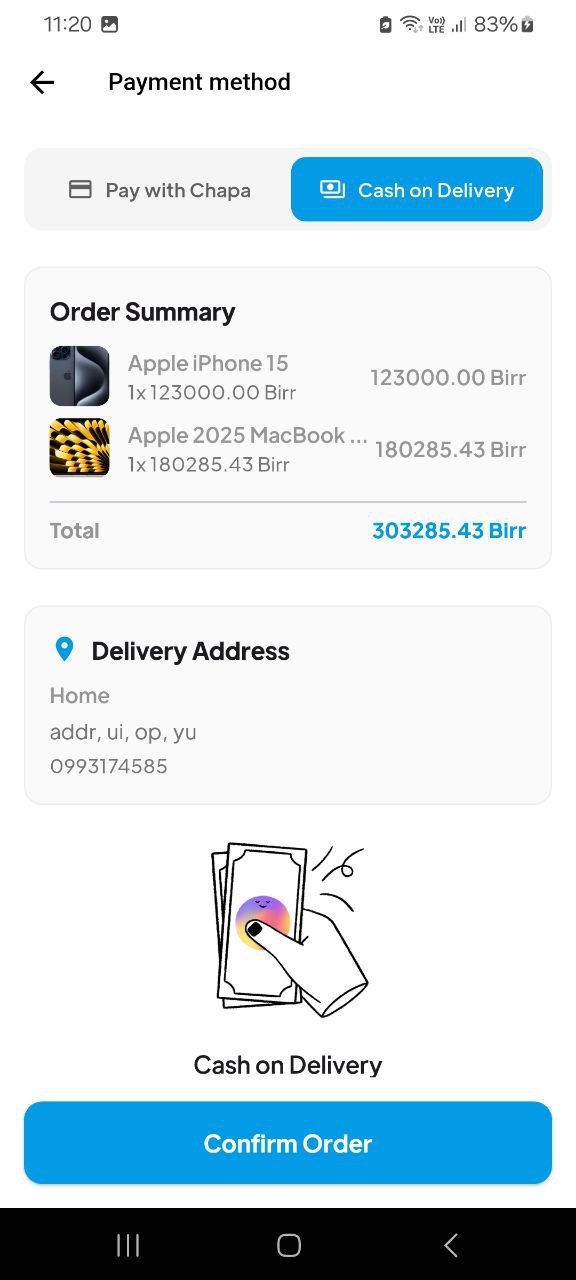 11:20
Vo)) LTE 83%
Payment method
Pay with Chapa
Cash on Delivery
Order Summary
Apple iPhone 15
1x 123000.00 Birr
123000.00 Birr
Apple 2025 MacBook ...
1x 180285.43 Birr
180285.43 Birr
Total
303285.43 Birr
Delivery Address
Home
addr, ui, op, yu
0993174585
Cash on Delivery
Confirm Order